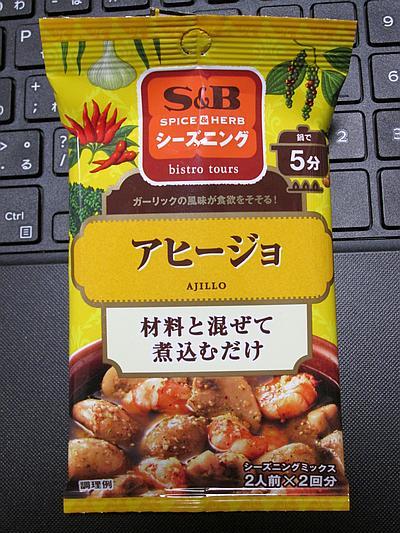 S&B
SPICE & HERB
シーズニング
bistro tours
鍋で
5分
ガーリックの風味が食欲をそそる!
アヒージョ
AJILLO
材料と混ぜて
煮込むだけ
調理例
シーズニングミックス
2人前×2回分
Ctrl